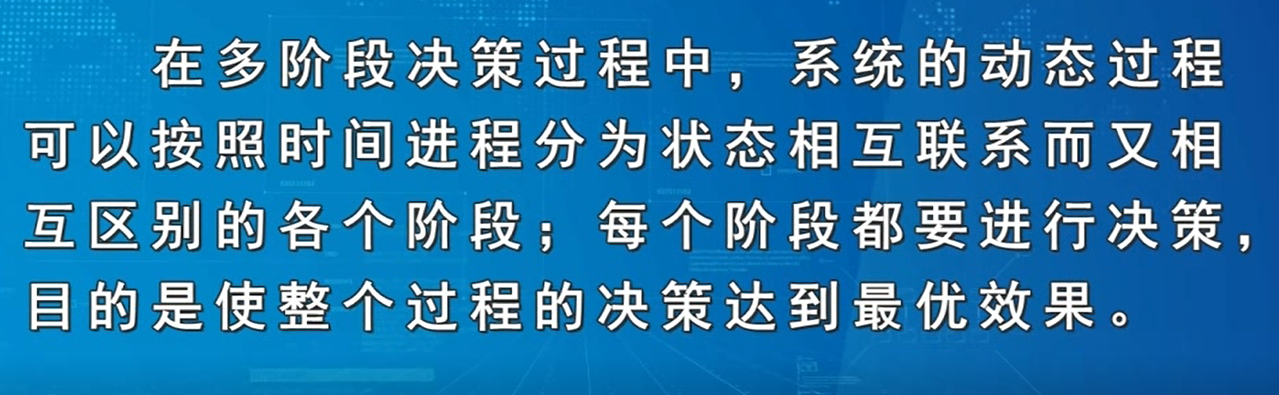 在多阶段决策过程中，系统的动态过程
可以按照时间进程分为状态相互联系而又相
互区别的各个阶段；每个阶段都要进行决策，
目的是使整个过程的决策达到最优效果。